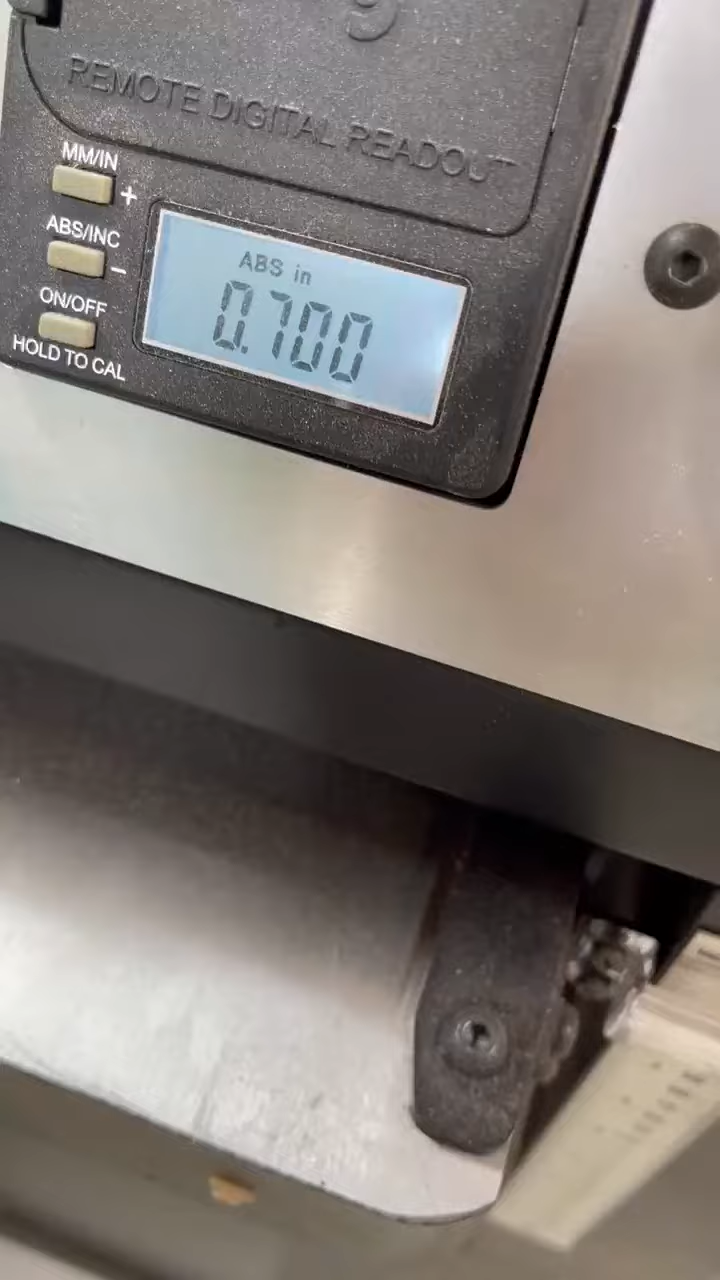 REMOTE DIGITAL READOUT
MM/IN
+
ABS/INC
-
ON/OFF
HOLD TO CAL
ABS in
0.700